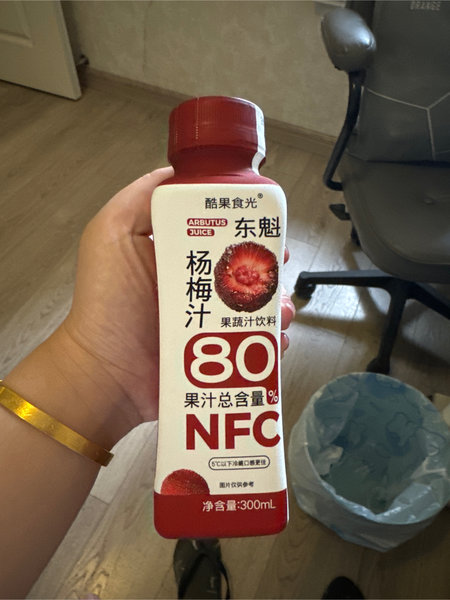 ORANGE
酷果食光®
ARBUTUS
JUICE
东魁
杨梅汁
果蔬汁饮料
80%
果汁总含量
NFC
5℃以下冷藏口感更佳
图片仅供参考
净含量:300mL